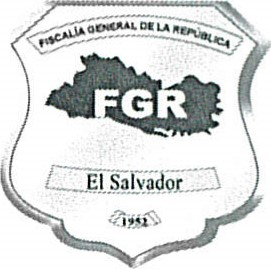 FISCALÍA GENERAL DE LA REPÚBLICA
FGR
El Salvador
1952